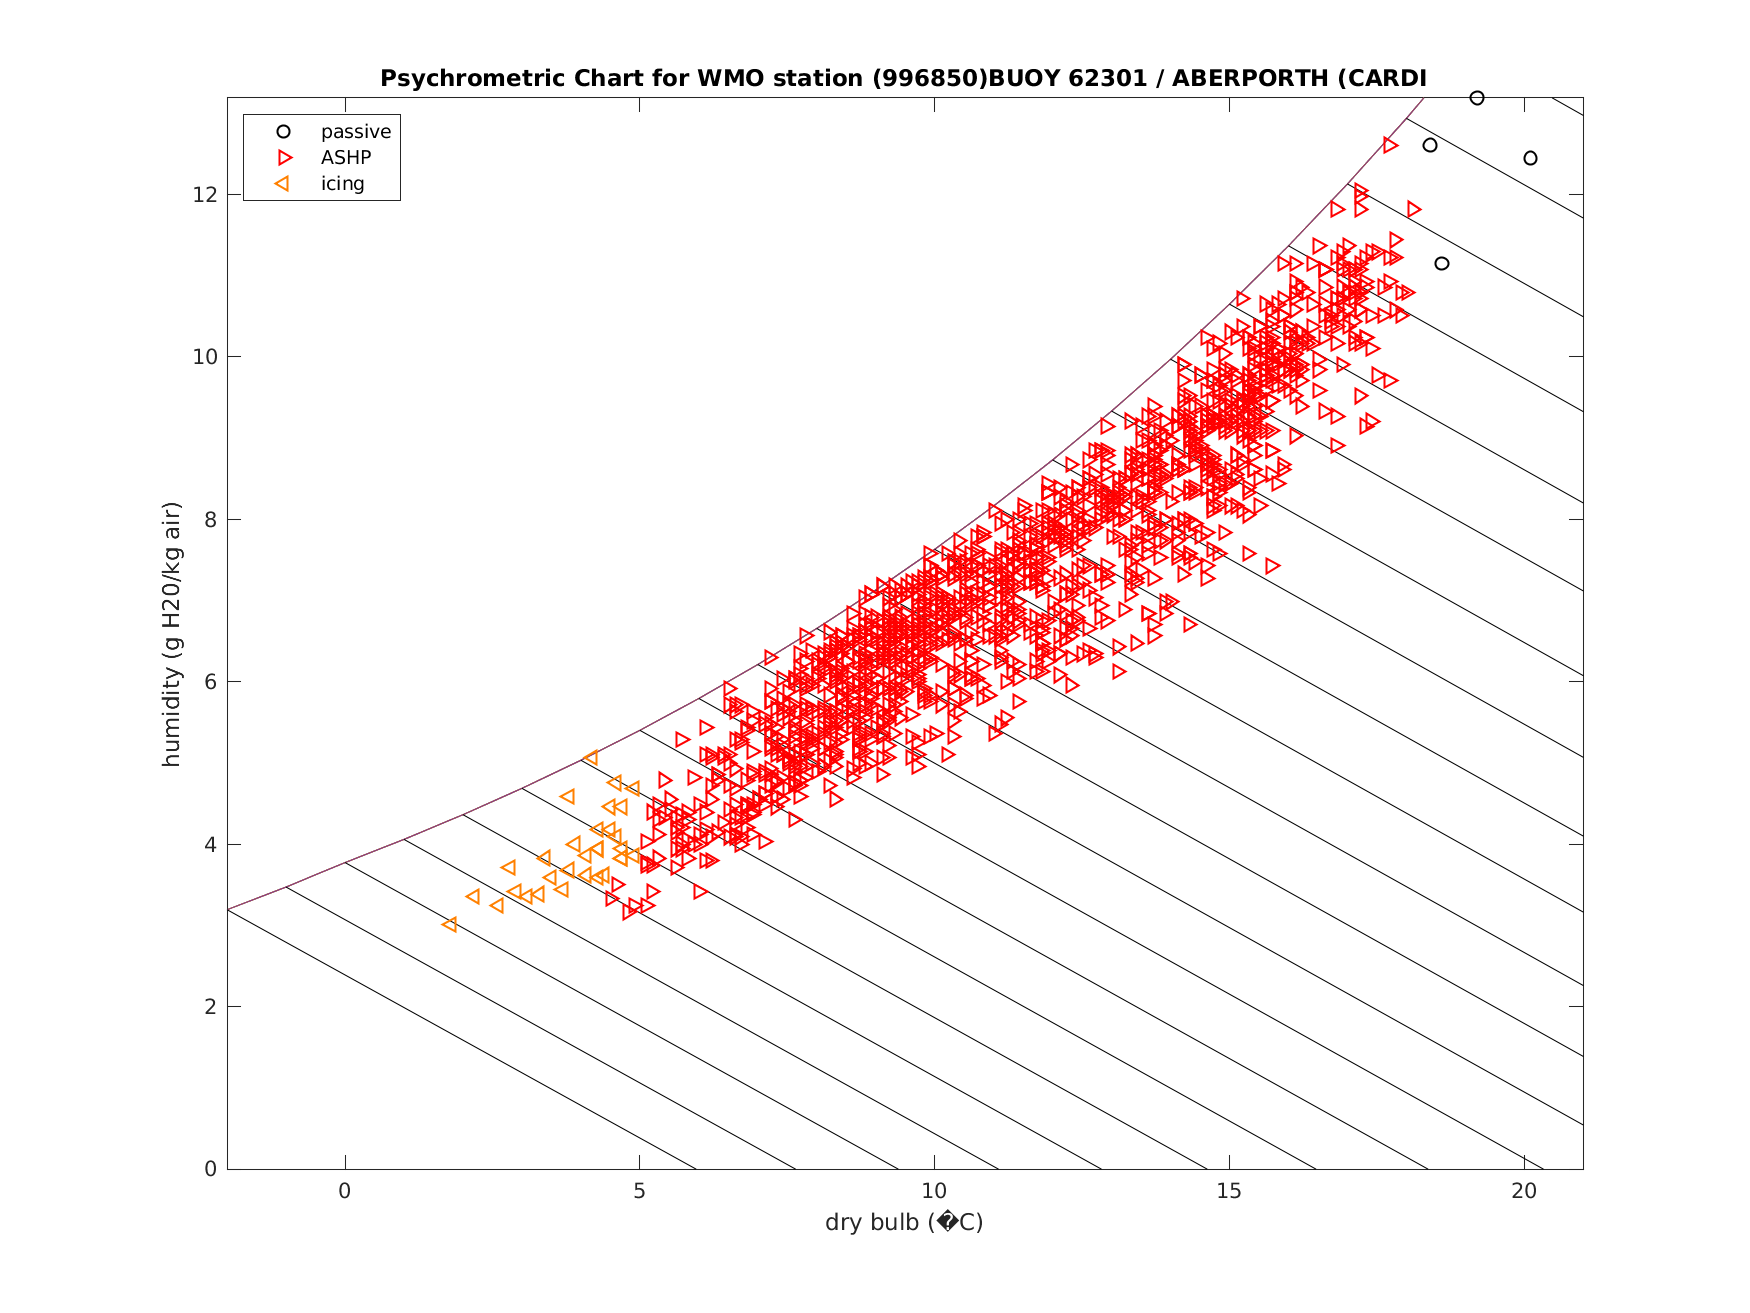 Psychrometric Chart for WMO station (996850)BUOY 62301 / ABERPORTH (CARDI
passive
ASHP
icing
12
10
8
6
4
2
0
humidity (g H20/kg air)
0 5 10 15 20
dry bulb (�C)